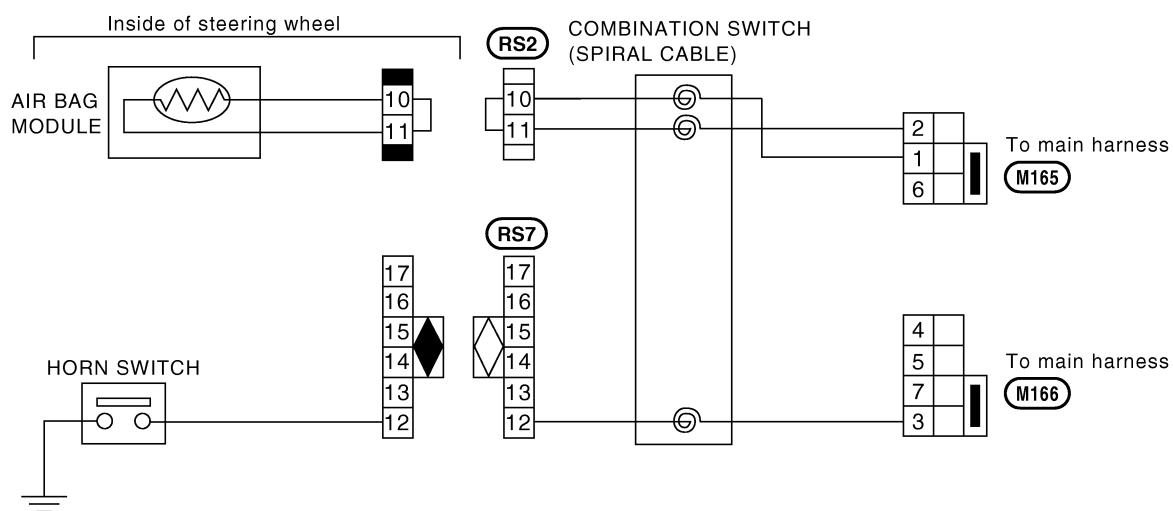 Inside of steering wheel
RS2
COMBINATION SWITCH
(SPIRAL CABLE)
AIR BAG
MODULE
10
11
10
11
2
1
6
To main harness
M165
RS7
17
16
15
14
13
12
17
16
15
14
13
12
HORN SWITCH
4
5
7
3
To main harness
M166